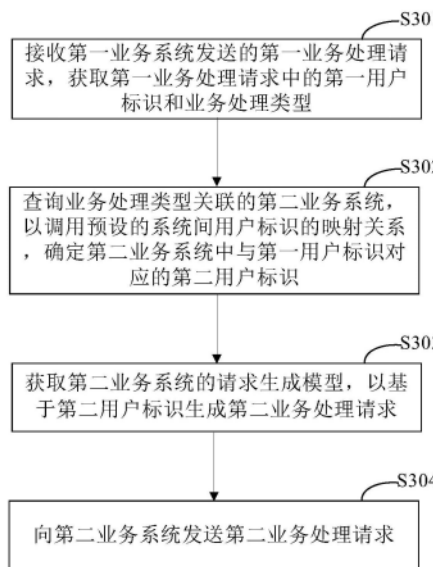 S301
接收第一业务系统发送的第一业务处理请
求，获取第一业务处理请求中的第一用户
标识和业务处理类型
S302
查询业务处理类型关联的第二业务系统，
以调用预设的系统间用户标识的映射关系
，确定第二业务系统中与第一用户标识对
应的第二用户标识
S303
获取第二业务系统的请求生成模型，以基
于第二用户标识生成第二业务处理请求
S304
向第二业务系统发送第二业务处理请求